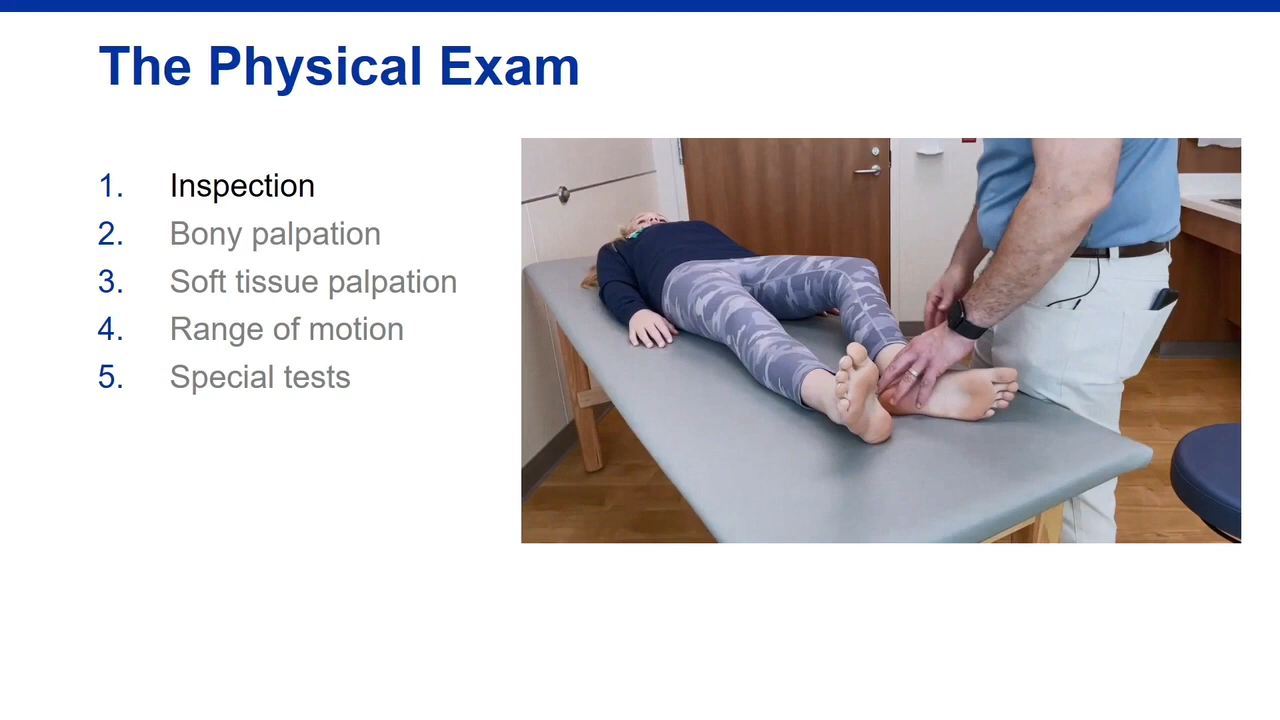 The Physical Exam
1. Inspection
2. Bony palpation
3. Soft tissue palpation
4. Range of motion
5. Special tests